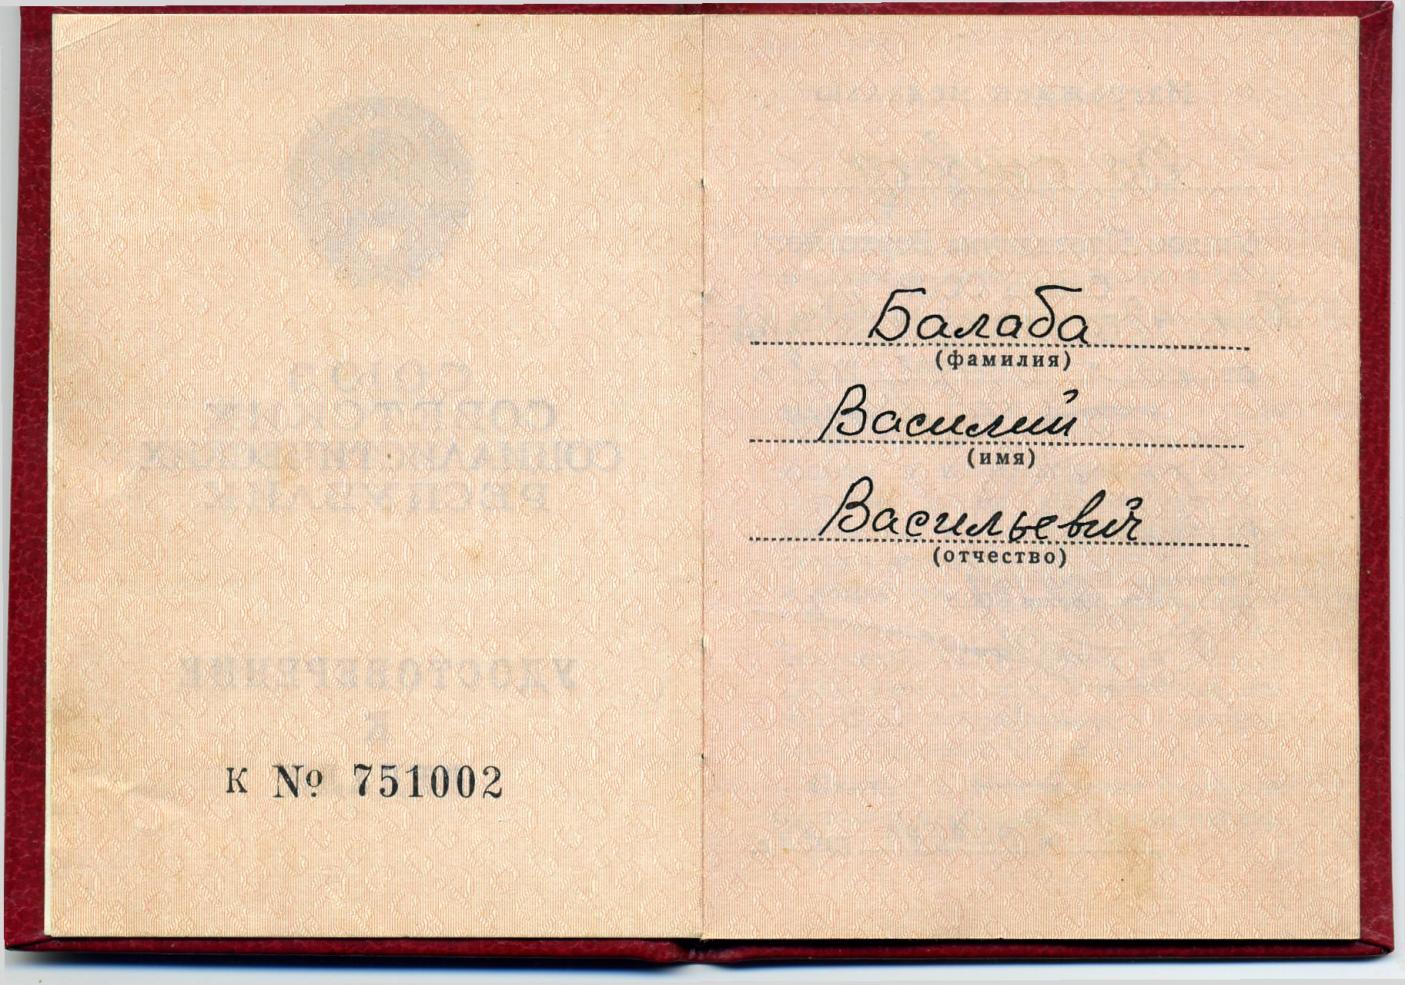 К № 751002
Балаба
(фамилия)
Василий
(имя)
Васильевич
(отчество)